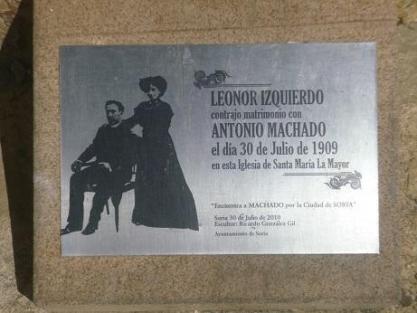 LEONOR IZQUIERDO
contrajo matrimonio con
ANTONIO MACHADO
el día 30 de Julio de 1909
en esta Iglesia de Santa María La Mayor
"Encuentra a MACHADO por la Ciudad de SORIA"
Soria 30 de Julio de 2010
Escultor: Ricardo González Gil
Ayuntamiento de Soria